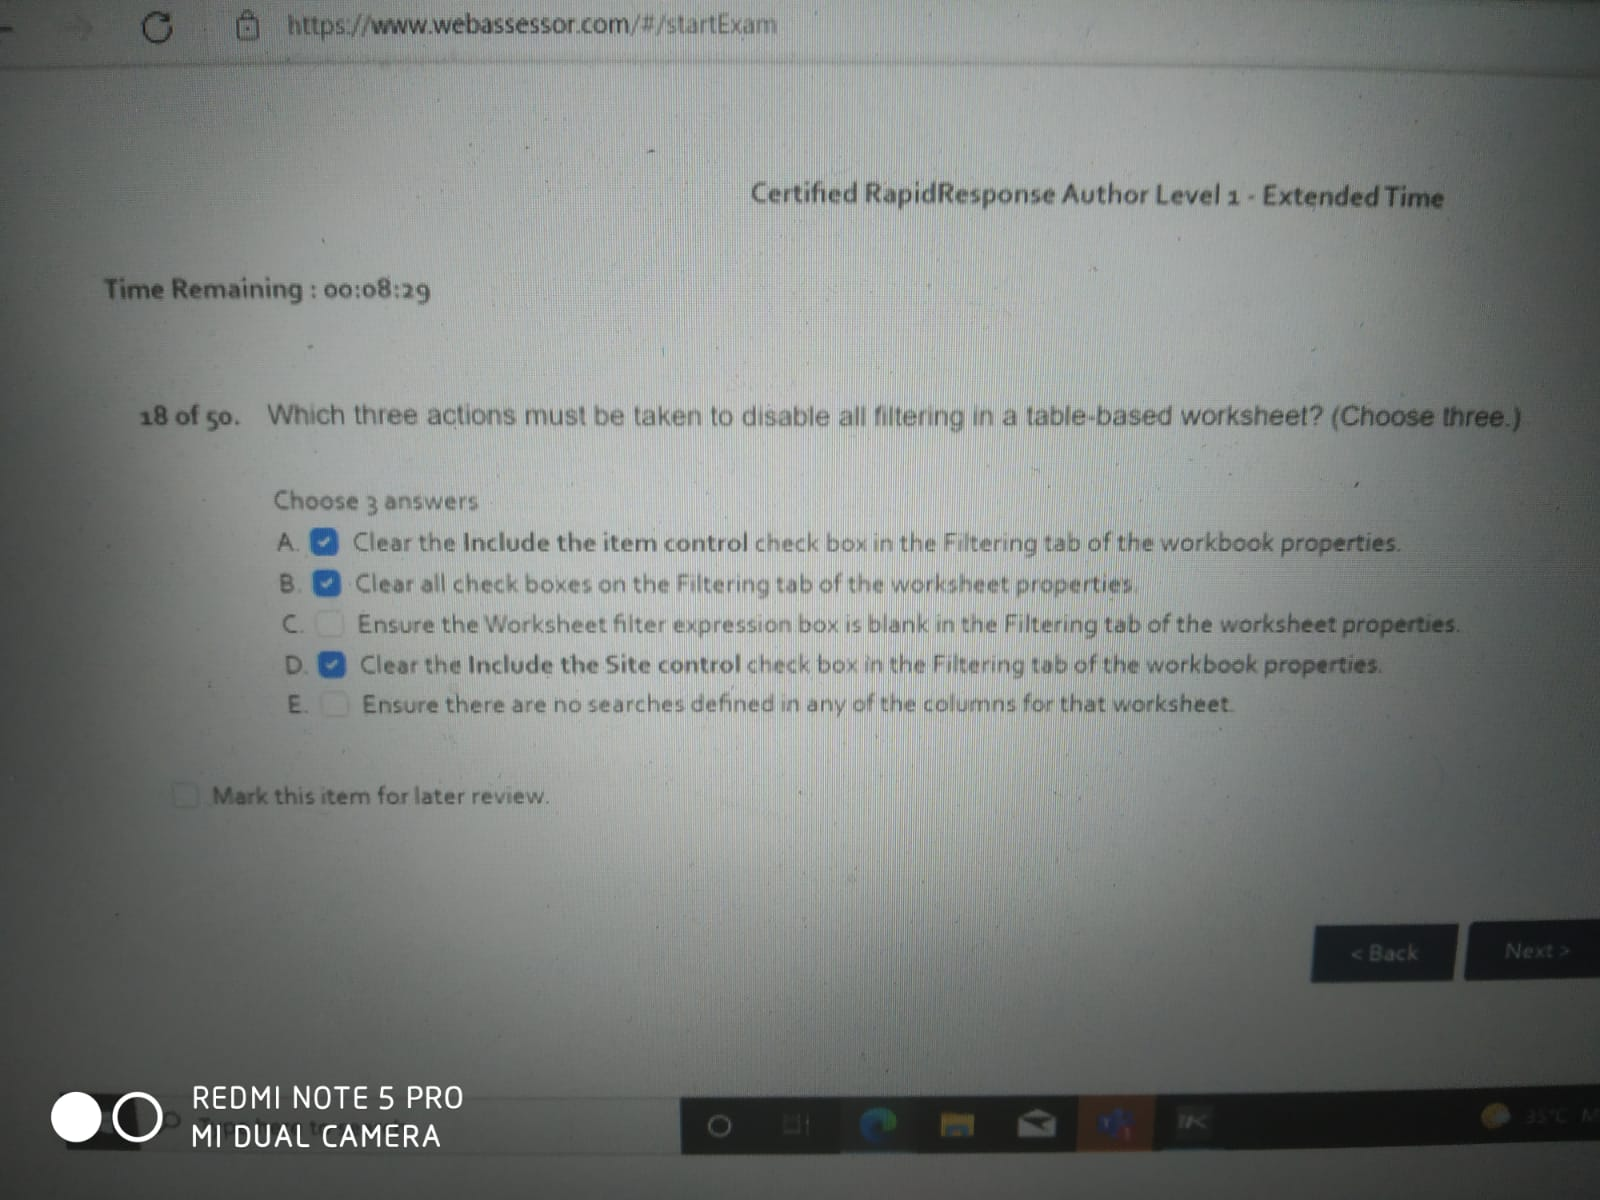 https://www.webassessor.com/#/startExam
Certified RapidResponse Author Level 1 - Extended Time
Time Remaining : 00:08:29
18 of 50. Which three actions must be taken to disable all filtering in a table-based worksheet? (Choose three.)
Choose 3 answers
A. Clear the Include the item control check box in the Filtering tab of the workbook properties.
B. Clear all check boxes on the Filtering tab of the worksheet properties.
C. Ensure the Worksheet filter expression box is blank in the Filtering tab of the worksheet properties.
D. Clear the Include the Site control check box in the Filtering tab of the workbook properties.
E. Ensure there are no searches defined in any of the columns for that worksheet.
Mark this item for later review.
< Back Next >
REDMI NOTE 5 PRO
MI DUAL CAMERA
35°C